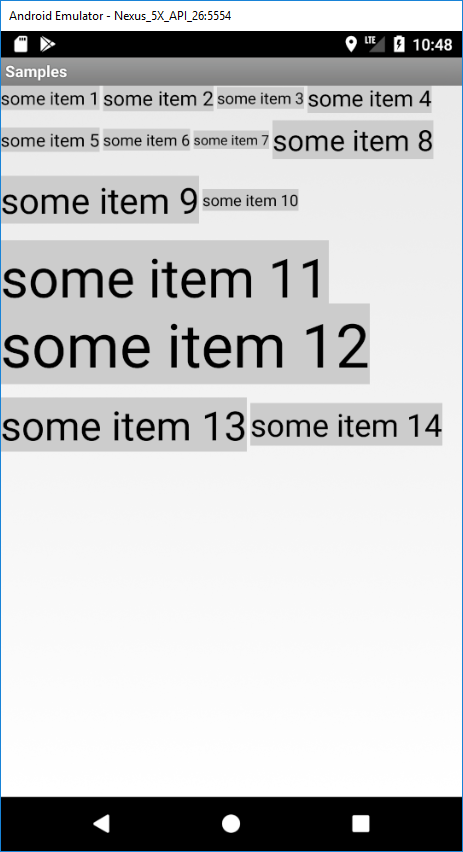 Android Emulator - Nexus_5X_API_26:5554
LTE 10:48
Samples
some item 1 some item 2 some item 3 some item 4
some item 5 some item 6 some item 7 some item 8
some item 9 some item 10
some item 11
some item 12
some item 13 some item 14